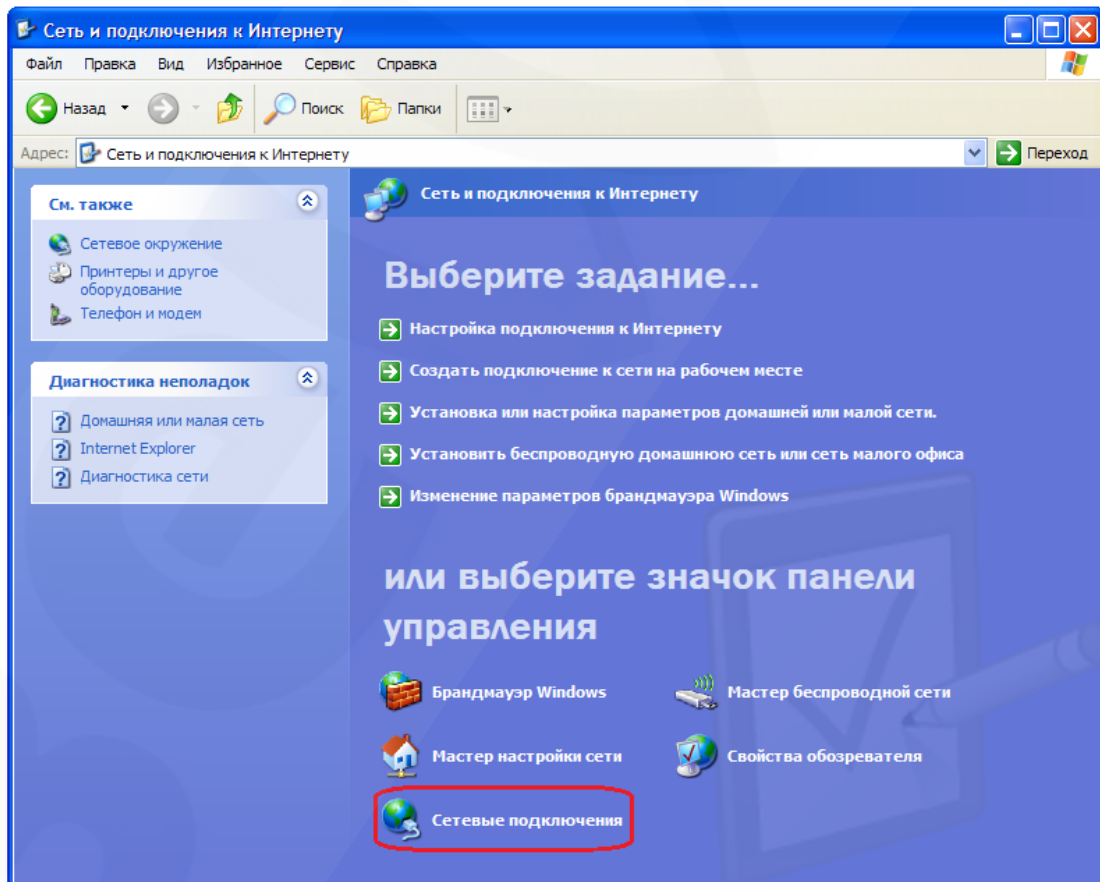 Сеть и подключения к Интернету
Файл Правка Вид Избранное Сервис Справка
Назад Поиск Папки
Адрес: Сеть и подключения к Интернету Переход
См. также
Сетевое окружение
Принтеры и другое
оборудование
Телефон и модем
Диагностика неполадок
Домашняя или малая сеть
Internet Explorer
Диагностика сети
Сеть и подключения к Интернету
Выберите задание...
Настройка подключения к Интернету
Создать подключение к сети на рабочем месте
Установка или настройка параметров домашней или малой сети.
Установить беспроводную домашнюю сеть или сеть малого офиса
Изменение параметров брандмауэра Windows
или выберите значок панели
управления
Брандмауэр Windows Мастер беспроводной сети
Мастер настройки сети Свойства обозревателя
Сетевые подключения